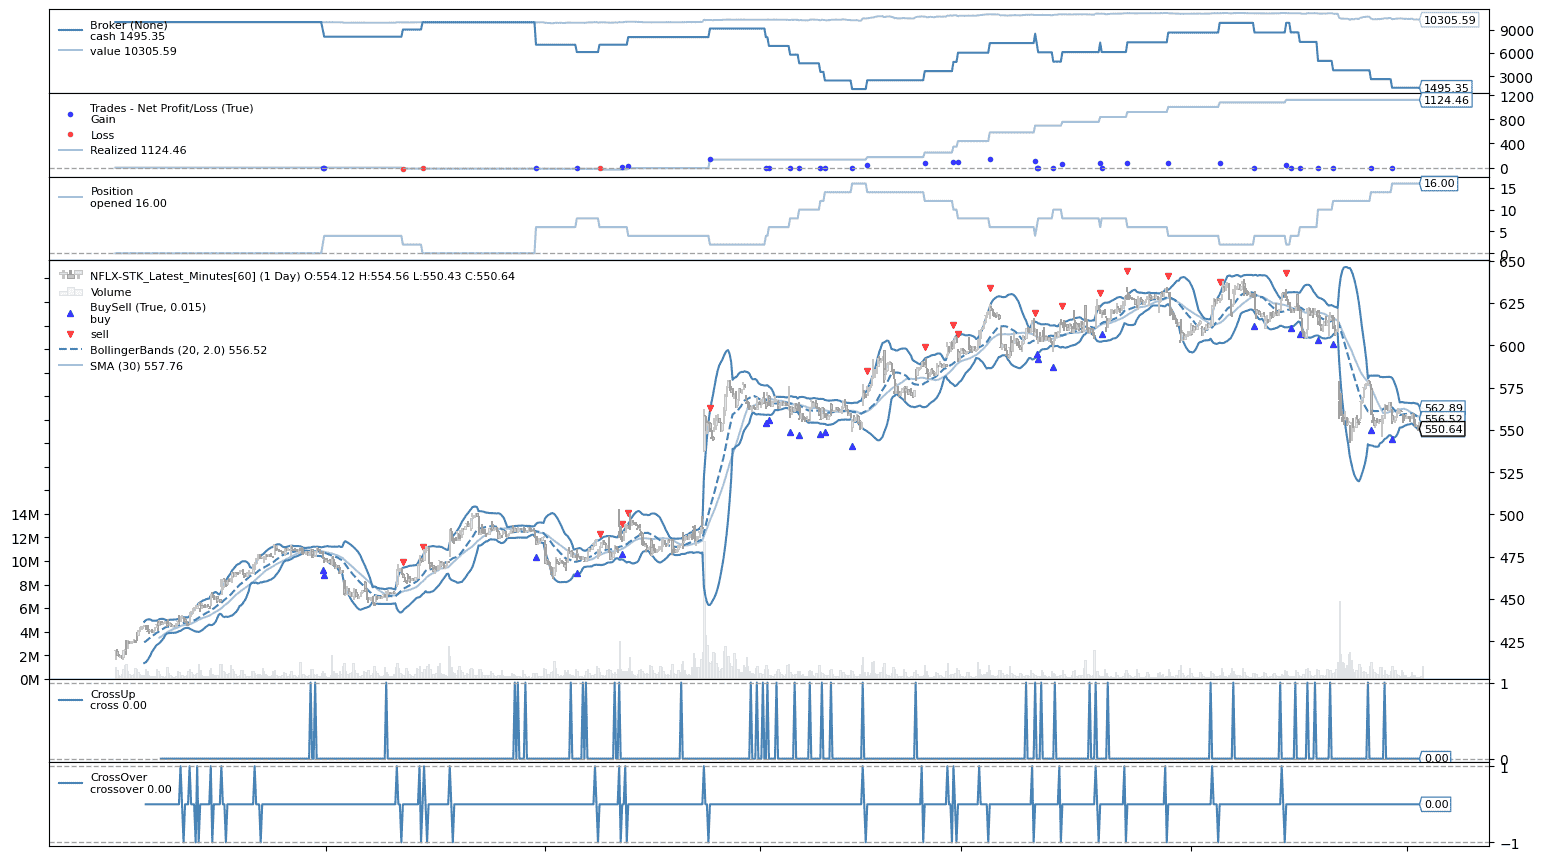 Broker (None)
cash 1495.35
value 10305.59
10305.59
9000
6000
3000
1495.35
Trades - Net Profit/Loss (True)
Gain
Loss
Realized 1124.46
1200
1124.46
800
400
0
Position
opened 16.00
16.00
15
10
5
0
NFLX-STK_Latest_Minutes[60] (1 Day) O:554.12 H:554.56 L:550.43 C:550.64
Volume
BuySell (True, 0.015)
buy
sell
BollingerBands (20, 2.0) 556.52
SMA (30) 557.76
650
625
600
575
562.89
556.52
550.64
550
525
500
475
450
425
14M
12M
10M
8M
6M
4M
2M
0M
CrossUp
cross 0.00
1
0
0.00
CrossOver
crossover 0.00
1
0.00
−1